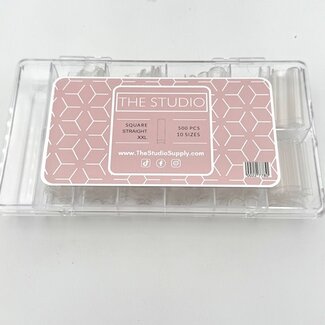 THE STUDIO
SQUARE
STRAIGHT
XXL
500 PCS
10 SIZES
www.TheStudioSupply.com